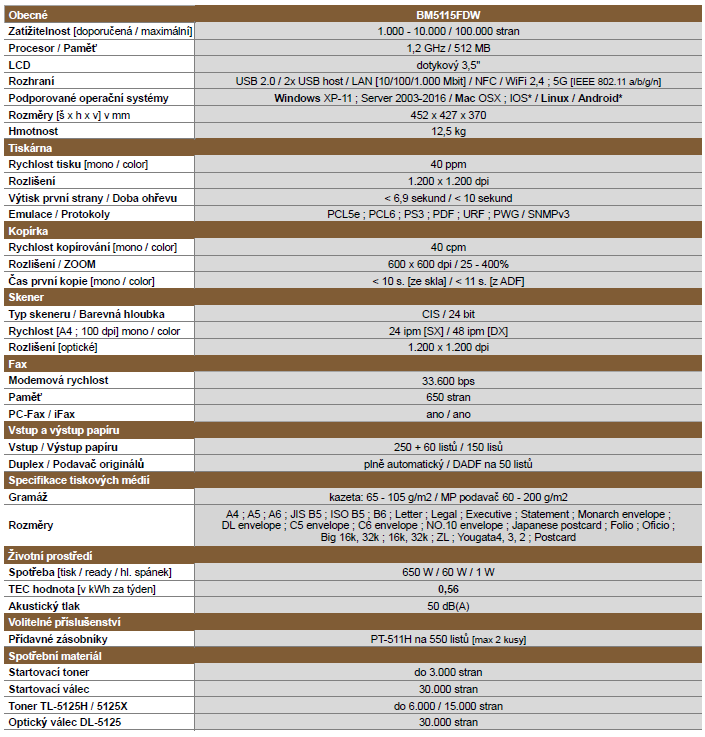 Obecné BM5115FDW
Zatížitelnost [doporučená / maximální] 1.000 - 10.000 / 100.000 stran
Procesor / Paměť 1,2 GHz / 512 MB
LCD dotykový 3,5"
Rozhraní USB 2.0 / 2x USB host / LAN [10/100/1.000 Mbit] / NFC / WiFi 2,4 ; 5G [IEEE 802.11 a/b/g/n]
Podporované operační systémy Windows XP-11 ; Server 2003-2016 / Mac OSX ; IOS* / Linux / Android*
Rozměry [š x h x v] v mm 452 x 427 x 370
Hmotnost 12,5 kg
Tiskárna
Rychlost tisku [mono / color] 40 ppm
Rozlišení 1.200 x 1.200 dpi
Výtisk první strany / Doba ohřevu < 6,9 sekund / < 10 sekund
Emulace / Protokoly PCL5e ; PCL6 ; PS3 ; PDF ; URF ; PWG / SNMPv3
Kopírka
Rychlost kopírování [mono / color] 40 cpm
Rozlišení / ZOOM 600 x 600 dpi / 25 - 400%
Čas první kopie [mono / color] < 10 s. [ze skla] / < 11 s. [z ADF]
Skener
Typ skeneru / Barevná hloubka CIS / 24 bit
Rychlost [A4 ; 100 dpi] mono / color 24 ipm [SX] / 48 ipm [DX]
Rozlišení [optické] 1.200 x 1.200 dpi
Fax
Modemová rychlost 33.600 bps
Paměť 650 stran
PC-Fax / iFax ano / ano
Vstup a výstup papíru
Vstup / Výstup papíru 250 + 60 listů / 150 lisů
Duplex / Podavač originálů plně automatický / DADF na 50 listů
Specifikace tiskových médií
Gramáž kazeta: 65 - 105 g/m2 / MP podavač 60 - 200 g/m2
Rozměry A4 ; A5 ; A6 ; JIS B5 ; ISO B5 ; B6 ; Letter ; Legal ; Executive ; Statement ; Monarch envelope ;
DL envelope ; C5 envelope ; C6 envelope ; NO.10 envelope ; Japanese postcard ; Folio ; Oficio ;
Big 16k, 32k ; 16k, 32k ; ZL ; Yougata4, 3, 2 ; Postcard
Životní prostředí
Spotřeba [tisk / ready / hl. spánek] 650 W / 60 W / 1 W
TEC hodnota [v kWh za týden] 0,56
Akustický tlak 50 dB(A)
Volitelné příslušenství
Přídavné zásobníky PT-511H na 550 listů [max 2 kusy]
Spotřební materiál
Startovací toner do 3.000 stran
Startovací válec 30.000 stran
Toner TL-5125H / 5125X do 6.000 / 15.000 stran
Optický válec DL-5125 30.000 stran